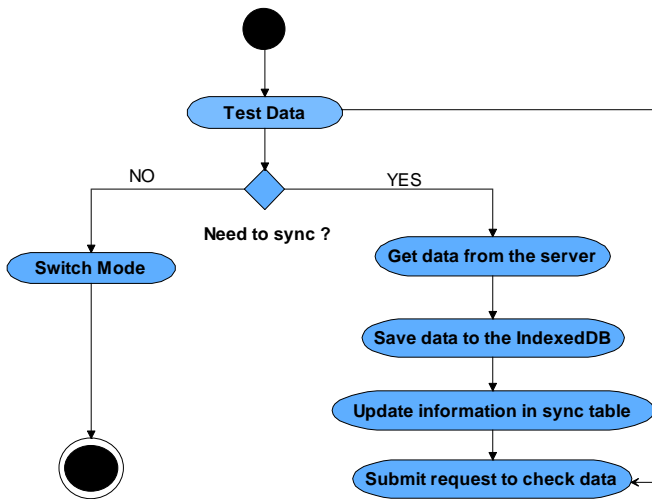 Test Data
NO
YES
Need to sync ?
Get data from the server
Switch Mode
Save data to the IndexedDB
Update information in sync table
Submit request to check data